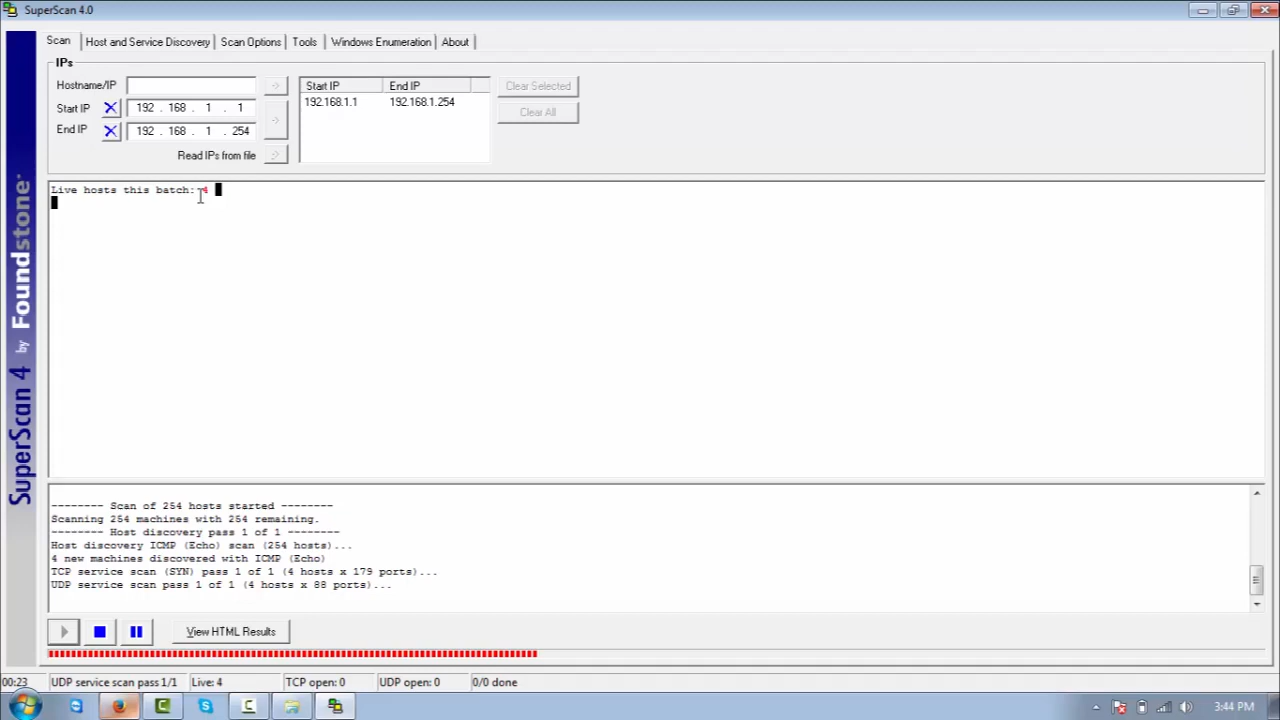 SuperScan 4.0
Scan
Host and Service Discovery
Scan Options
Tools
Windows Enumeration
About
IPs
Hostname/IP
Start IP
192 . 168 . 1 . 1
End IP
192 . 168 . 1 . 254
Read IPs from file
Start IP
End IP
192.168.1.1
192.168.1.254
Clear Selected
Clear All
SuperScan 4 by Foundstone
Live hosts this batch: 4
-------- Scan of 254 hosts started --------
Scanning 254 machines with 254 remaining.
-------- Host discovery pass 1 of 1 --------
Host discovery ICMP (Echo) scan (254 hosts)...
4 new machines discovered with ICMP (Echo)
TCP service scan (SYN) pass 1 of 1 (4 hosts x 179 ports)...
UDP service scan pass 1 of 1 (4 hosts x 88 ports)...
View HTML Results
00:23
UDP service scan pass 1/1
Live: 4
TCP open: 0
UDP open: 0
0/0 done
3:44 PM